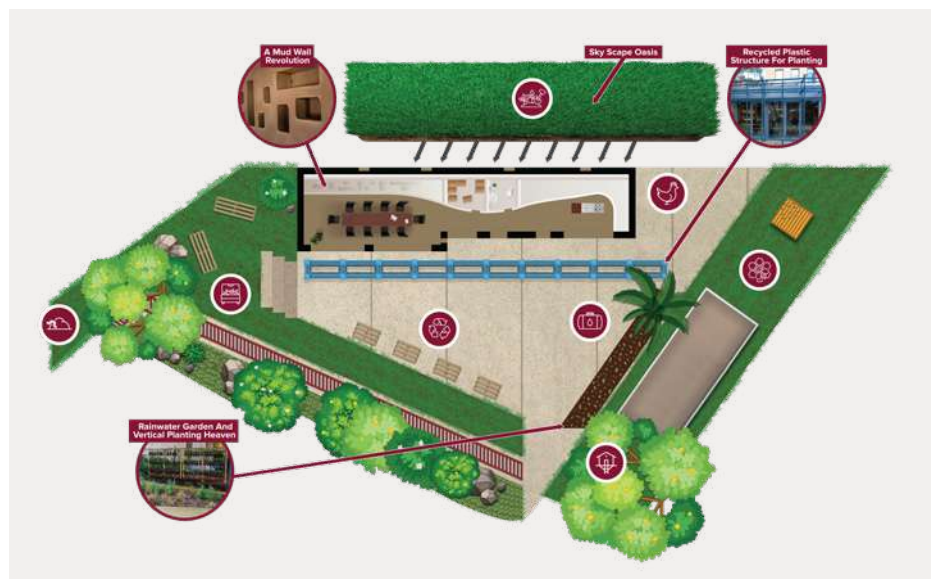 A Mud Wall
Revolution
Sky Scape Oasis
Recycled Plastic
Structure For Planting
Rainwater Garden And
Vertical Planting Heaven